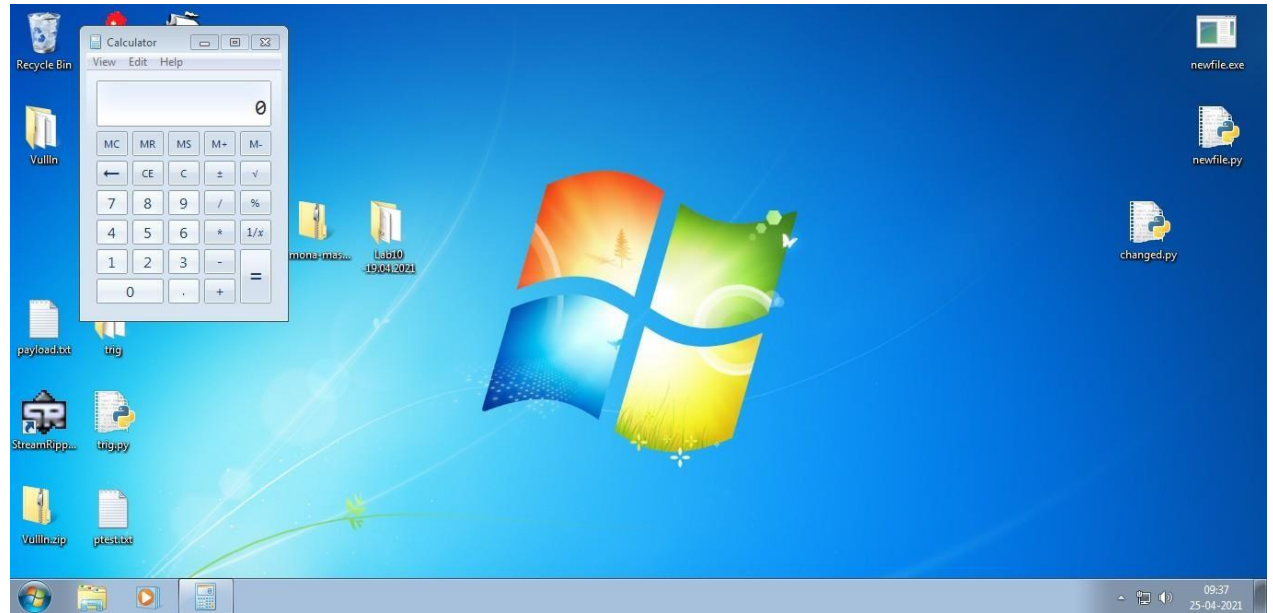 Calculator
View Edit Help
0
MC MR MS M+ M-
← CE C ± √
7 8 9 / %
4 5 6 * 1/x
1 2 3 - =
0 . +
Recycle Bin
newfile.exe
Vullln
newfile.py
mona-mas...
Lab10
-19.04.2021
changed.py
payload.txt
trig
StreamRipp...
trig.py
Vullln.zip
ptest.txt
09:37
25-04-2021